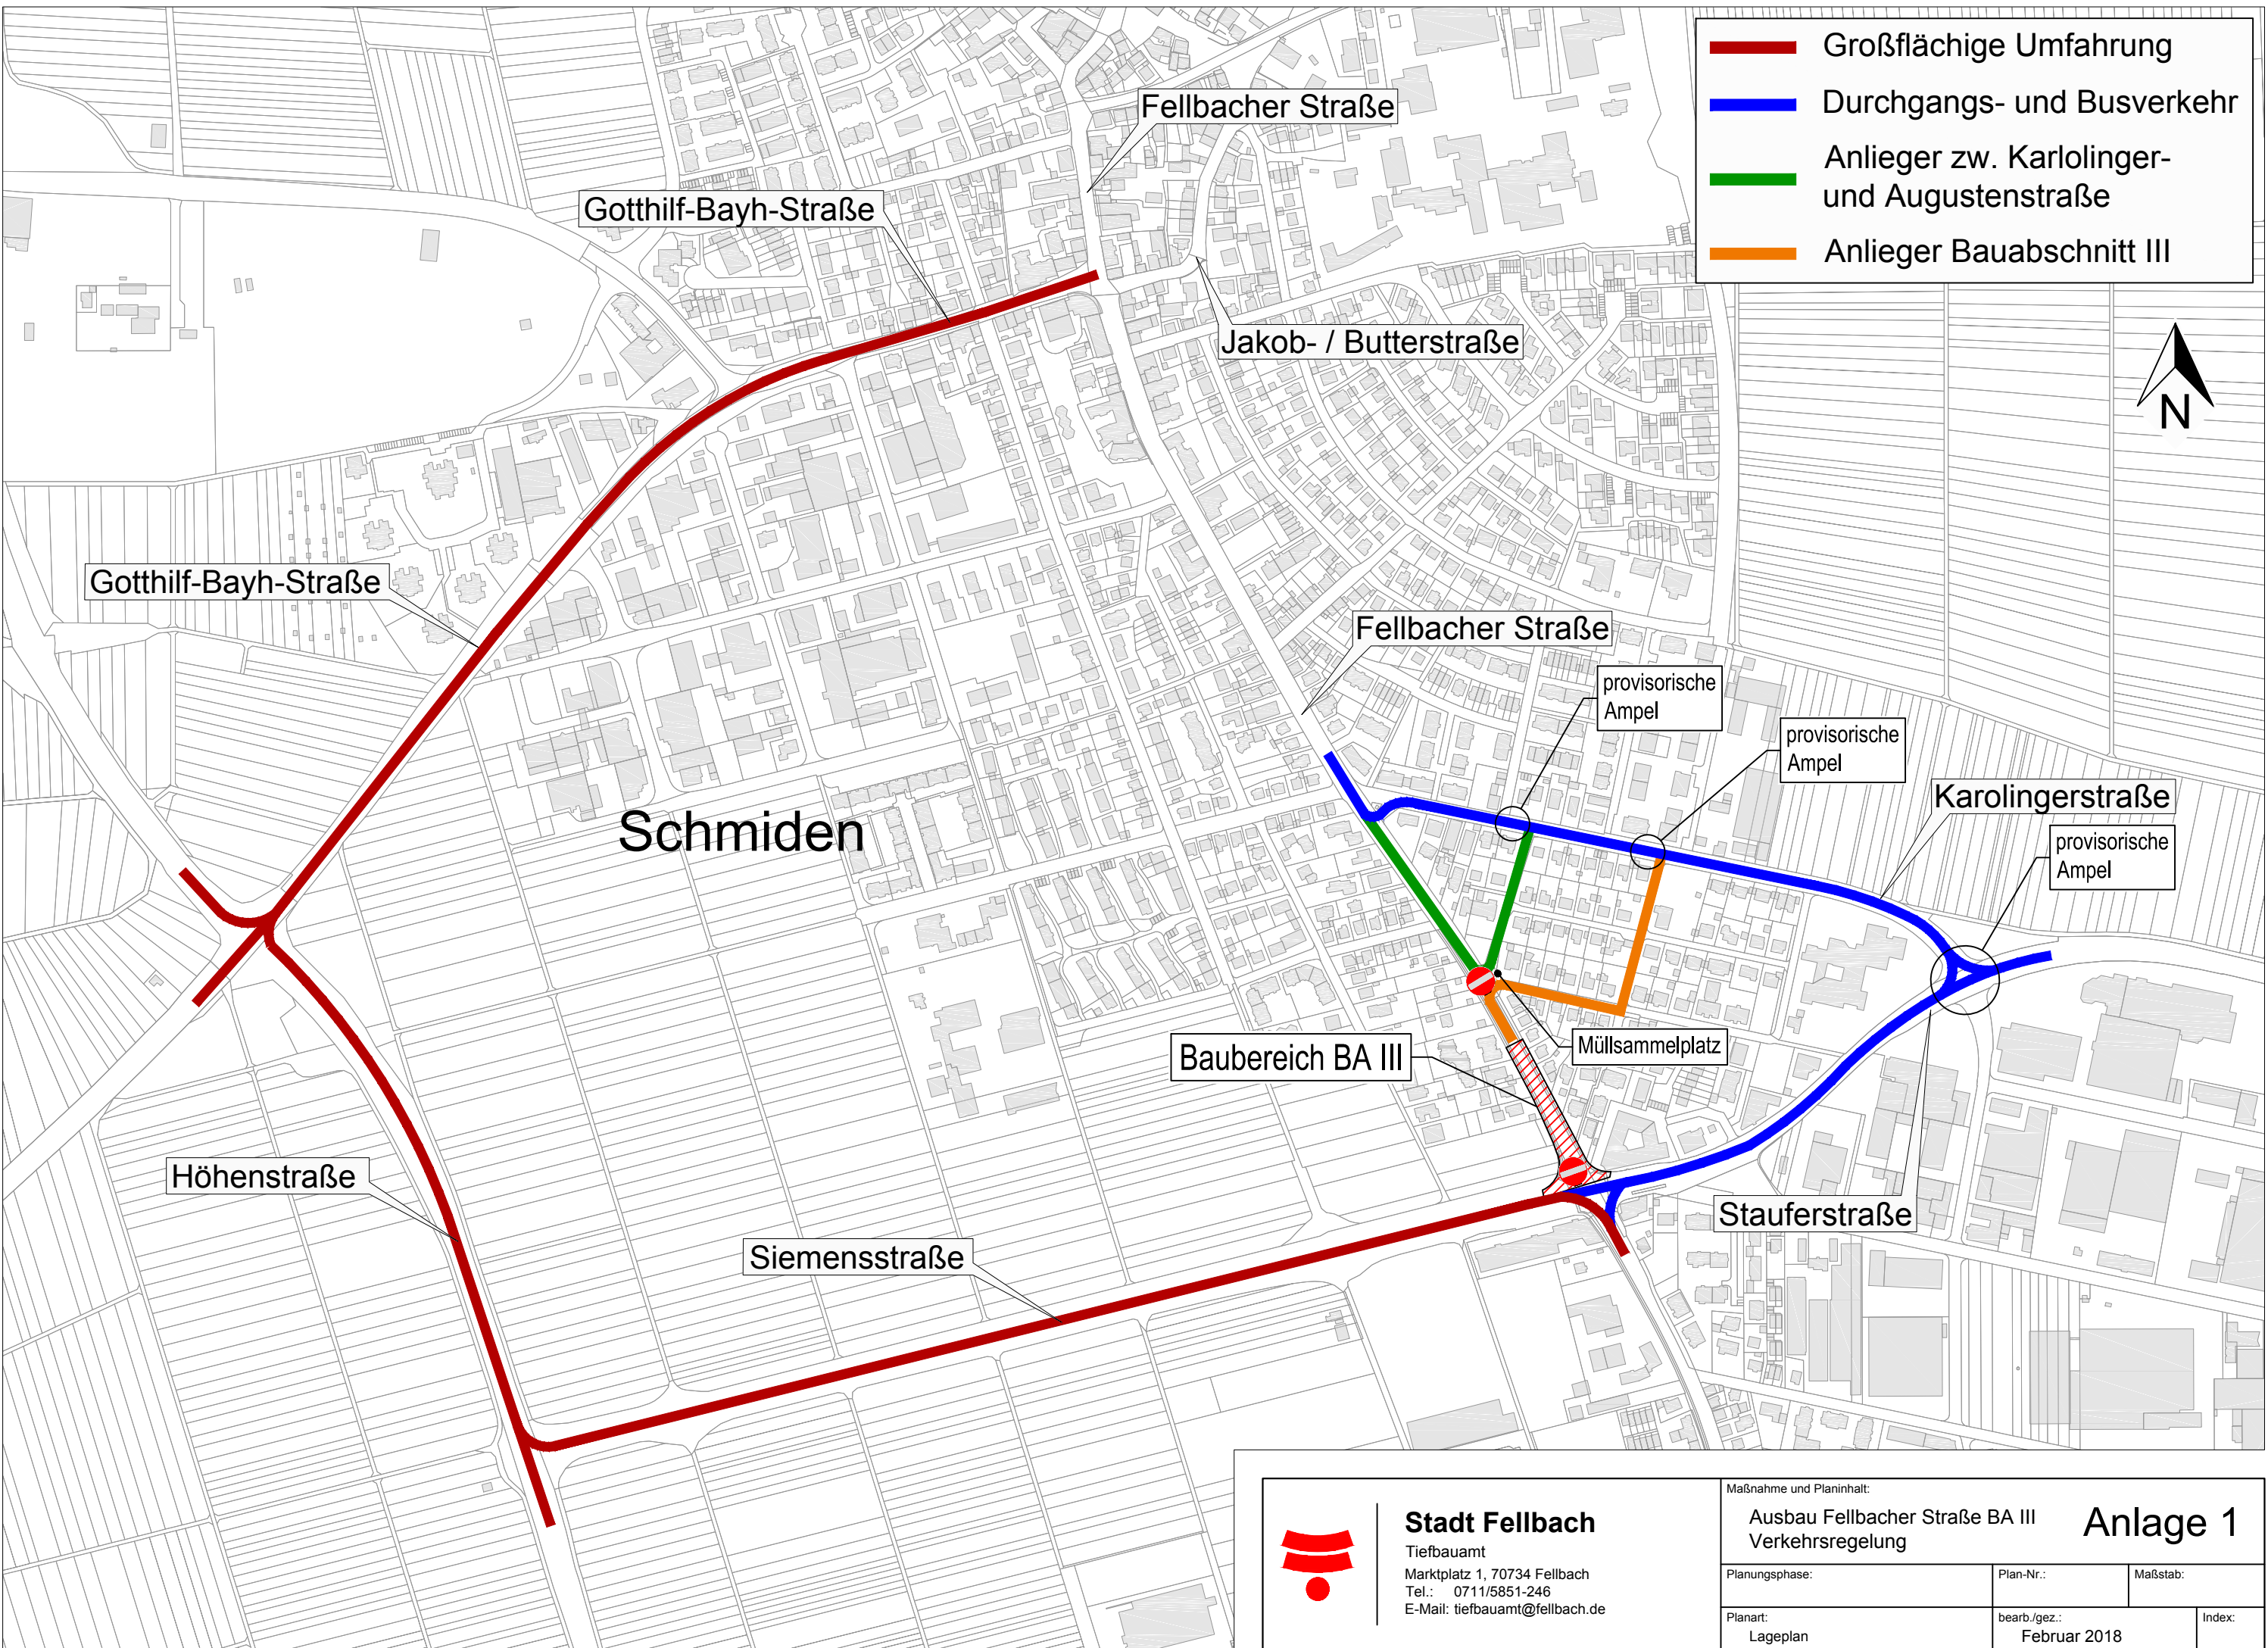 Großflächige Umfahrung
Durchgangs- und Busverkehr
Anlieger zw. Karlolinger-
und Augustenstraße
Anlieger Bauabschnitt III
Fellbacher Straße
Gotthilf-Bayh-Straße
Jakob- / Butterstraße
N
Gotthilf-Bayh-Straße
Fellbacher Straße
provisorische
Ampel
provisorische
Ampel
Karolingerstraße
provisorische
Ampel
Schmiden
Baubereich BA III
Müllsammelplatz
Höhenstraße
Stauferstraße
Siemensstraße
Stadt Fellbach
Tiefbauamt
Marktplatz 1, 70734 Fellbach
Tel.: 0711/5851-246
E-Mail: tiefbauamt@fellbach.de
Maßnahme und Planinhalt:
Ausbau Fellbacher Straße BA III
Verkehrsregelung
Anlage 1
Planungsphase:
Plan-Nr.:
Maßstab:
Planart:
Lageplan
bearb./gez.:
Februar 2018
Index: